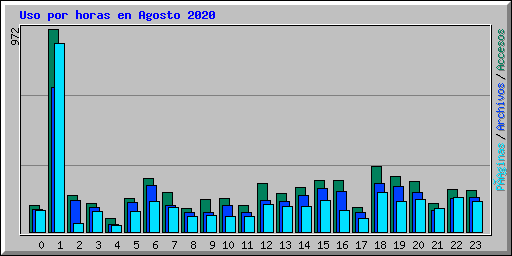 Uso por horas en Agosto 2020
972
Pÿginas / Archivos / Accesos
0 1 2 3 4 5 6 7 8 9 10 11 12 13 14 15 16 17 18 19 20 21 22 23